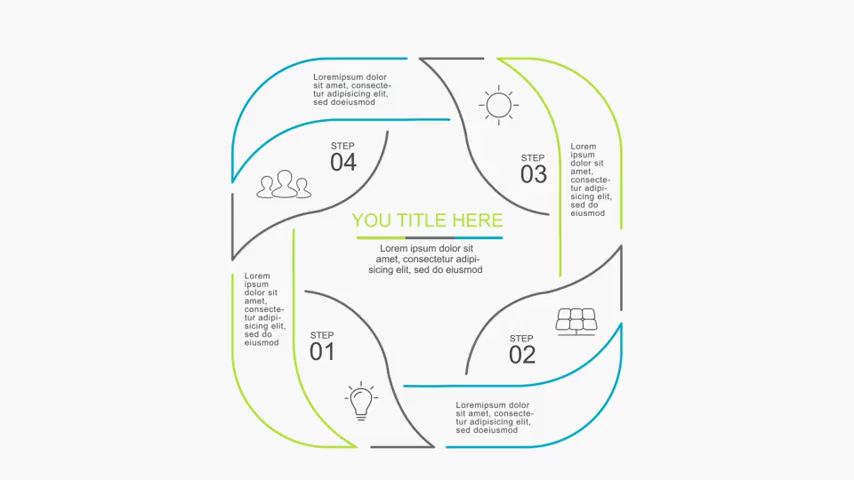 Loremipsum dolor
sit amet, consecte-
tur adipisicing elit,
sed doeiusmod
STEP
04
STEP
03
Lorem
ipsum
dolor sit
amet,
consecte-
tur adipi-
sicing elit,
sed do
eiusmod
YOU TITLE HERE
Lorem ipsum dolor sit
amet, consectetur adipi-
sicing elit, sed do eiusmod
Lorem
ipsum
dolor sit
amet,
consecte-
tur adipi-
sicing elit,
sed do
eiusmod
STEP
01
STEP
02
Loremipsum dolor
sit amet, consecte-
tur adipisicing elit,
sed doeiusmod